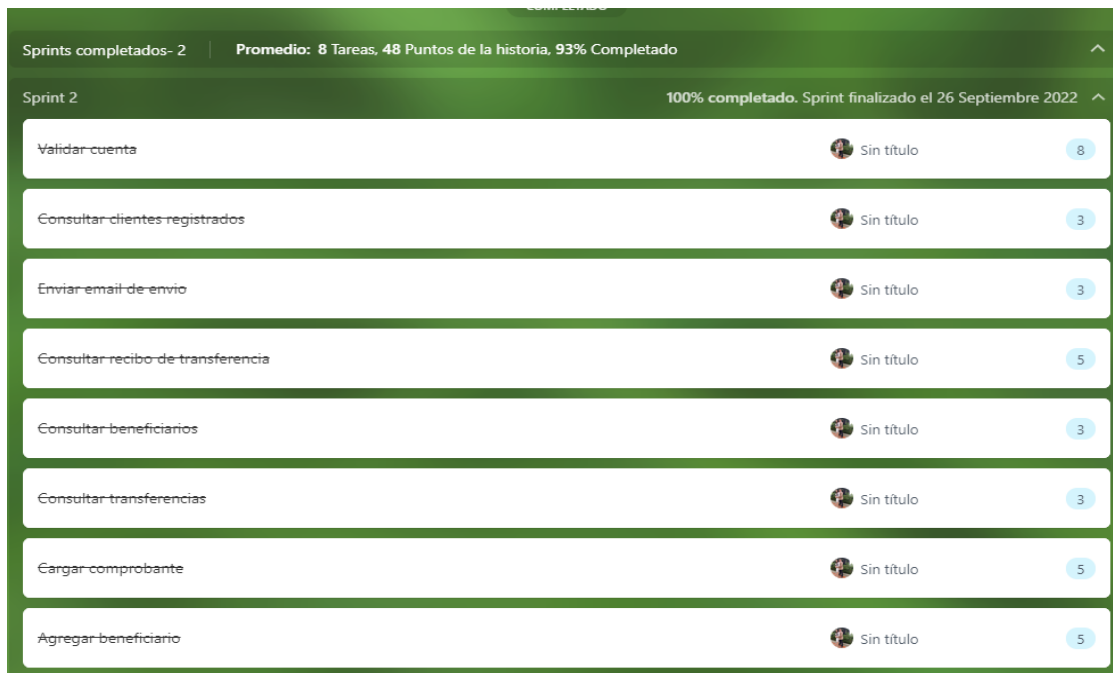 COMPLETADO
Sprints completados- 2 Promedio: 8 Tareas, 48 Puntos de la historia, 93% Completado
Sprint 2 100% completado. Sprint finalizado el 26 Septiembre 2022
Validar cuenta Sin título 8
Consultar clientes registrados Sin título 3
Enviar email de envio Sin título 3
Consultar recibo de transferencia Sin título 5
Consultar beneficiarios Sin título 3
Consultar transferencias Sin título 3
Cargar comprobante Sin título 5
Agregar beneficiario Sin título 5